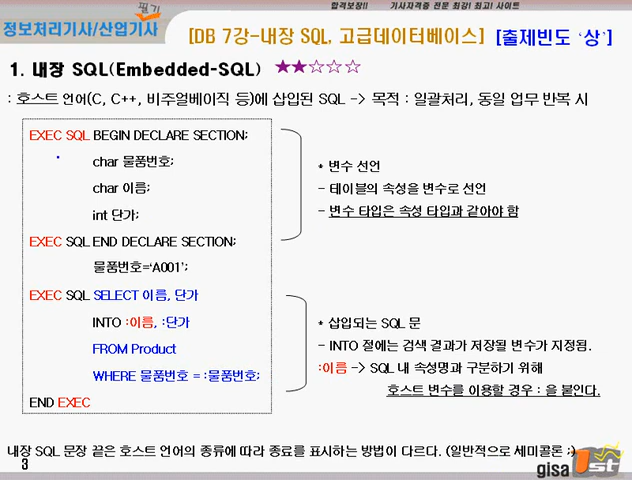 합격보장!! 기사자격증 전문 최강! 최고! 사이트
필기
정보처리기사/산업기사
[DB 7강-내장 SQL, 고급데이터베이스] [출제빈도 '상']
1. 내장 SQL(Embedded-SQL) ★★☆☆☆
: 호스트 언어(C, C++, 비주얼베이직 등)에 삽입된 SQL -> 목적 : 일괄처리, 동일 업무 반복 시
EXEC SQL BEGIN DECLARE SECTION;
char 물품번호;
char 이름;
int 단가;
EXEC SQL END DECLARE SECTION;
물품번호='A001';
EXEC SQL SELECT 이름, 단가
INTO :이름, :단가
FROM Product
WHERE 물품번호 = :물품번호;
END EXEC
* 변수 선언
- 테이블의 속성을 변수로 선언
- 변수 타입은 속성 타입과 같아야 함
* 삽입되는 SQL 문
- INTO 절에는 검색 결과가 저장될 변수가 지정됨.
:이름 -> SQL 내 속성명과 구분하기 위해
호스트 변수를 이용할 경우 : 을 붙인다.
내장 SQL 문장 끝은 호스트 언어의 종류에 따라 종료를 표시하는 방법이 다르다. (일반적으로 세미콜론 ;)
3
gisa 1st